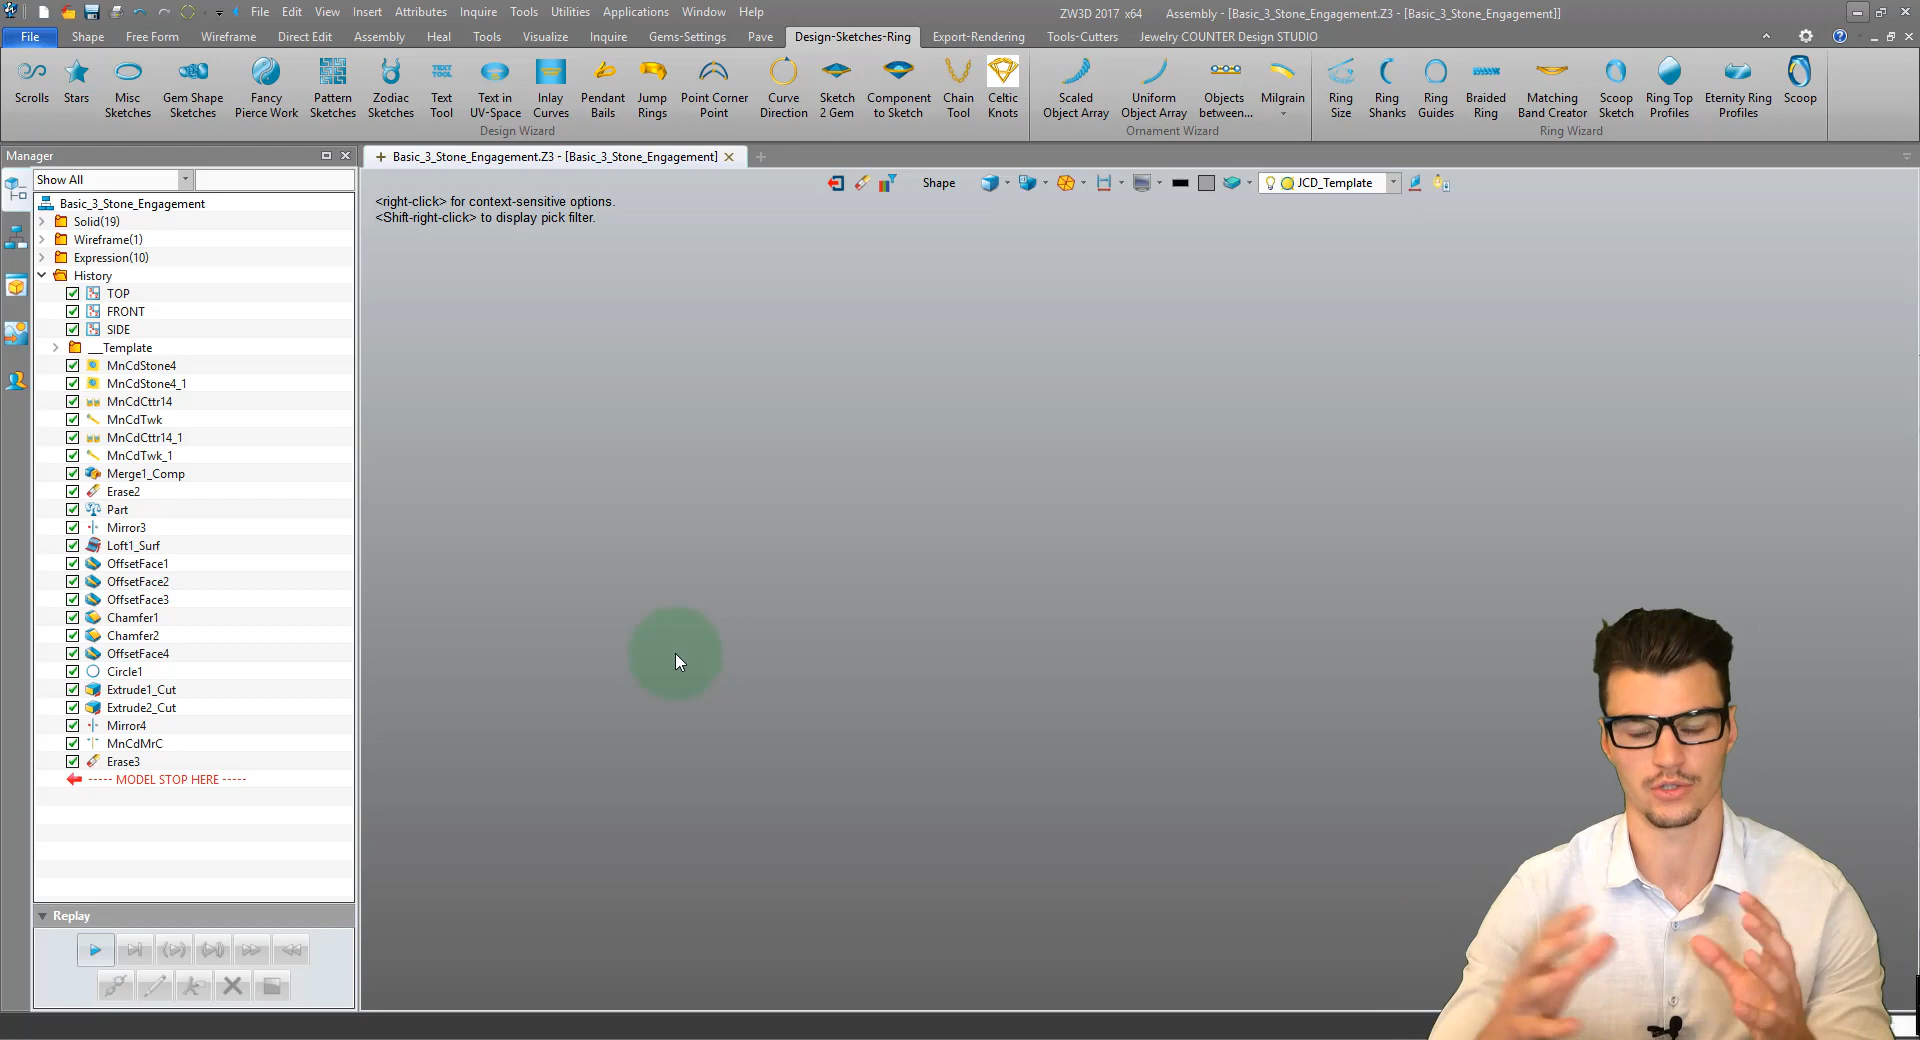 File Edit View Insert Attributes Inquire Tools Utilities Applications Window Help
ZW3D 2017 x64 Assembly - [Basic_3_Stone_Engagement.Z3 - [Basic_3_Stone_Engagement]]
File Shape Free Form Wireframe Direct Edit Assembly Heal Tools Visualize Inquire Gems-Settings Pave Design-Sketches-Ring Export-Rendering Tools-Cutters Jewelry COUNTER Design STUDIO
Scrolls Stars Misc Sketches Gem Shape Sketches Fancy Pierce Work Pattern Sketches Zodiac Sketches TEXT TOOL Text Tool Text in UV-Space Inlay Curves Pendant Bails Jump Rings Point Corner Point Curve Direction Sketch 2 Gem Component to Sketch Chain Tool Celtic Knots Scaled Object Array Uniform Object Array Objects between... Milgrain Ring Size Ring Shanks Ring Guides Braided Ring Matching Band Creator Scoop Sketch Ring Top Profiles Eternity Ring Profiles Scoop
Design Wizard Ornament Wizard Ring Wizard
Manager
Basic_3_Stone_Engagement.Z3 - [Basic_3_Stone_Engagement]
Show All
Shape
JCD_Template
<right-click> for context-sensitive options.
<Shift-right-click> to display pick filter.
Basic_3_Stone_Engagement
Solid(19)
Wireframe(1)
Expression(10)
History
TOP
FRONT
SIDE
__Template
MnCdStone4
MnCdStone4_1
MnCdCttr14
MnCdTwk
MnCdCttr14_1
MnCdTwk_1
Merge1_Comp
Erase2
Part
Mirror3
Loft1_Surf
OffsetFace1
OffsetFace2
OffsetFace3
Chamfer1
Chamfer2
OffsetFace4
Circle1
Extrude1_Cut
Extrude2_Cut
Mirror4
MnCdMrC
Erase3
----- MODEL STOP HERE -----
Replay